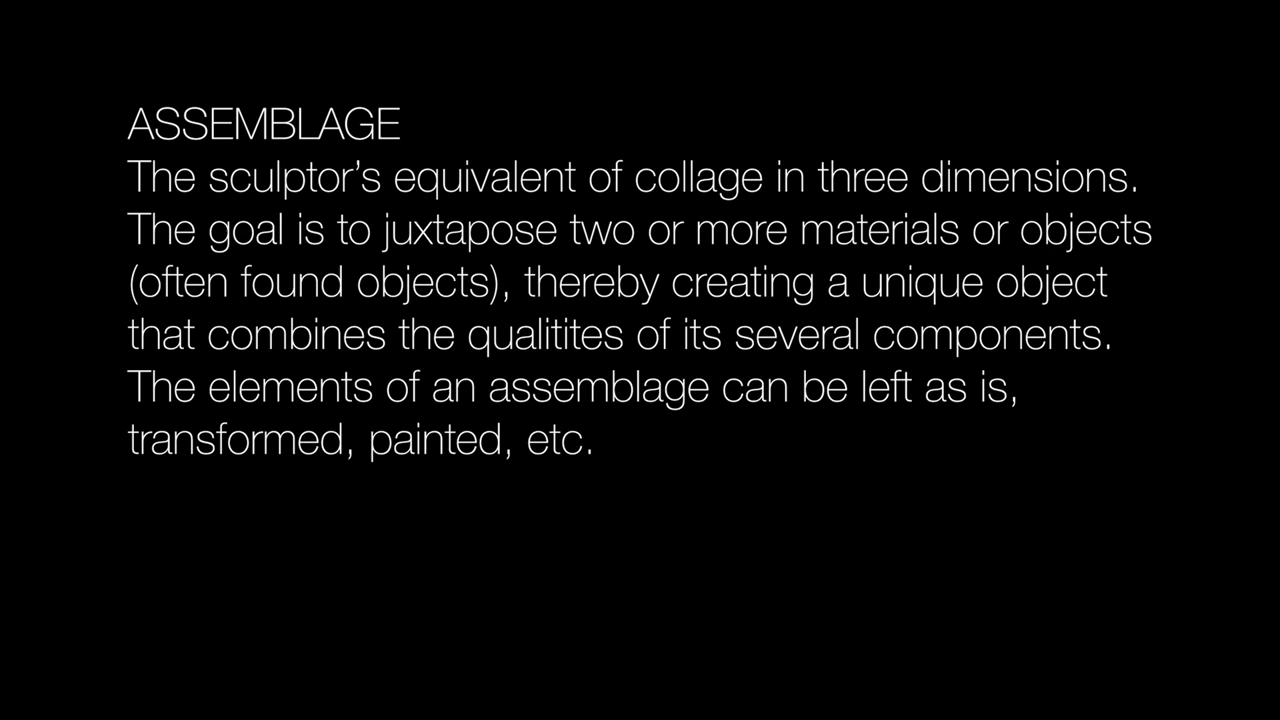 ASSEMBLAGE
The sculptor’s equivalent of collage in three dimensions.
The goal is to juxtapose two or more materials or objects
(often found objects), thereby creating a unique object
that combines the qualitites of its several components.
The elements of an assemblage can be left as is,
transformed, painted, etc.